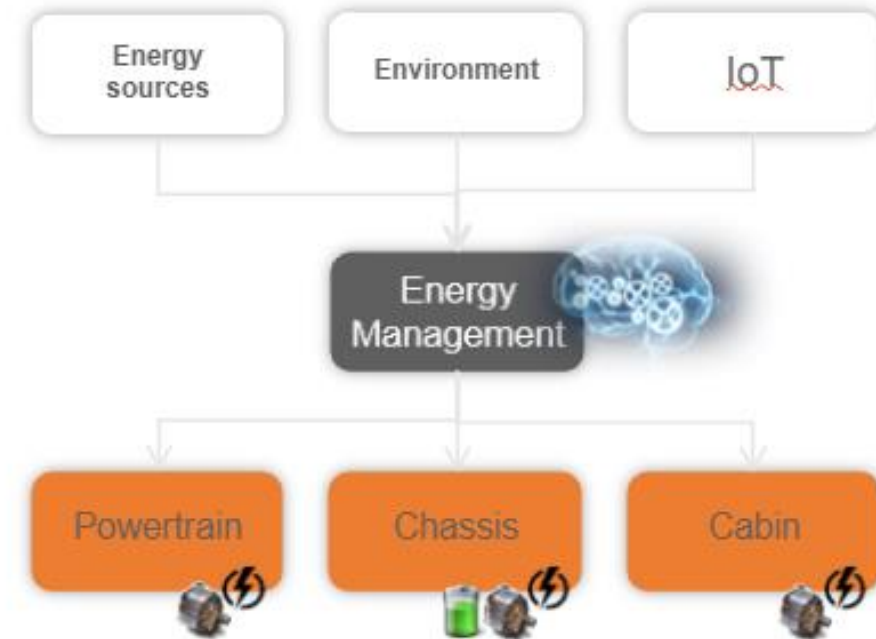 Energy
sources
Environment
IoT
Energy
Management
Powertrain
Chassis
Cabin